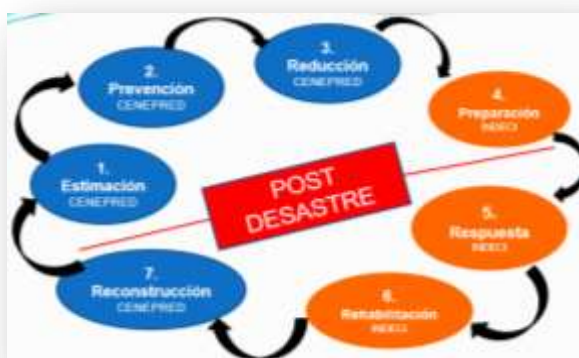 1.
Estimación
CENEPRED
2.
Prevención
CENEPRED
3.
Reducción
CENEPRED
4.
Preparación
INDECI
5.
Respuesta
INDECI
6.
Rehabilitación
INDECI
7.
Reconstrucción
CENEPRED
POST
DESASTRE